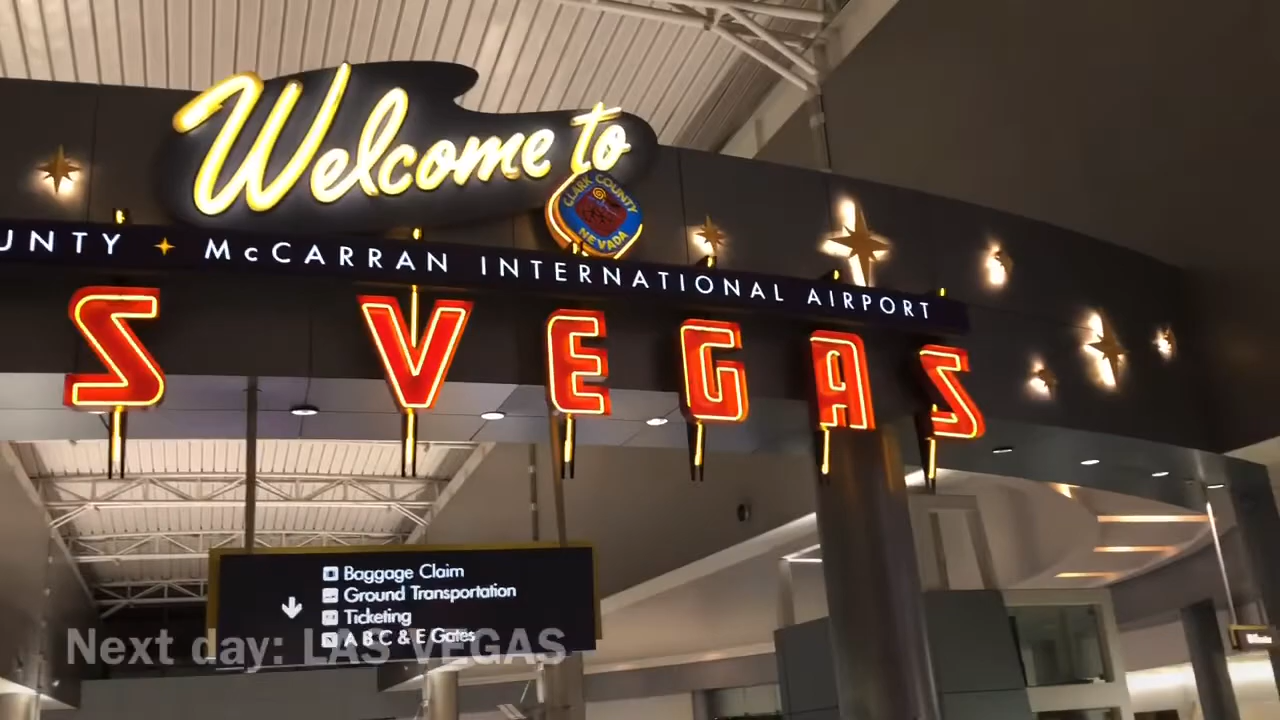 Welcome to
CLARK COUNTY
NEVADA
UNTY McCARRAN INTERNATIONAL AIRPORT
S VEGAS
Baggage Claim
Ground Transportation
Ticketing
A B C & E Gates
Next day: LAS VEGAS